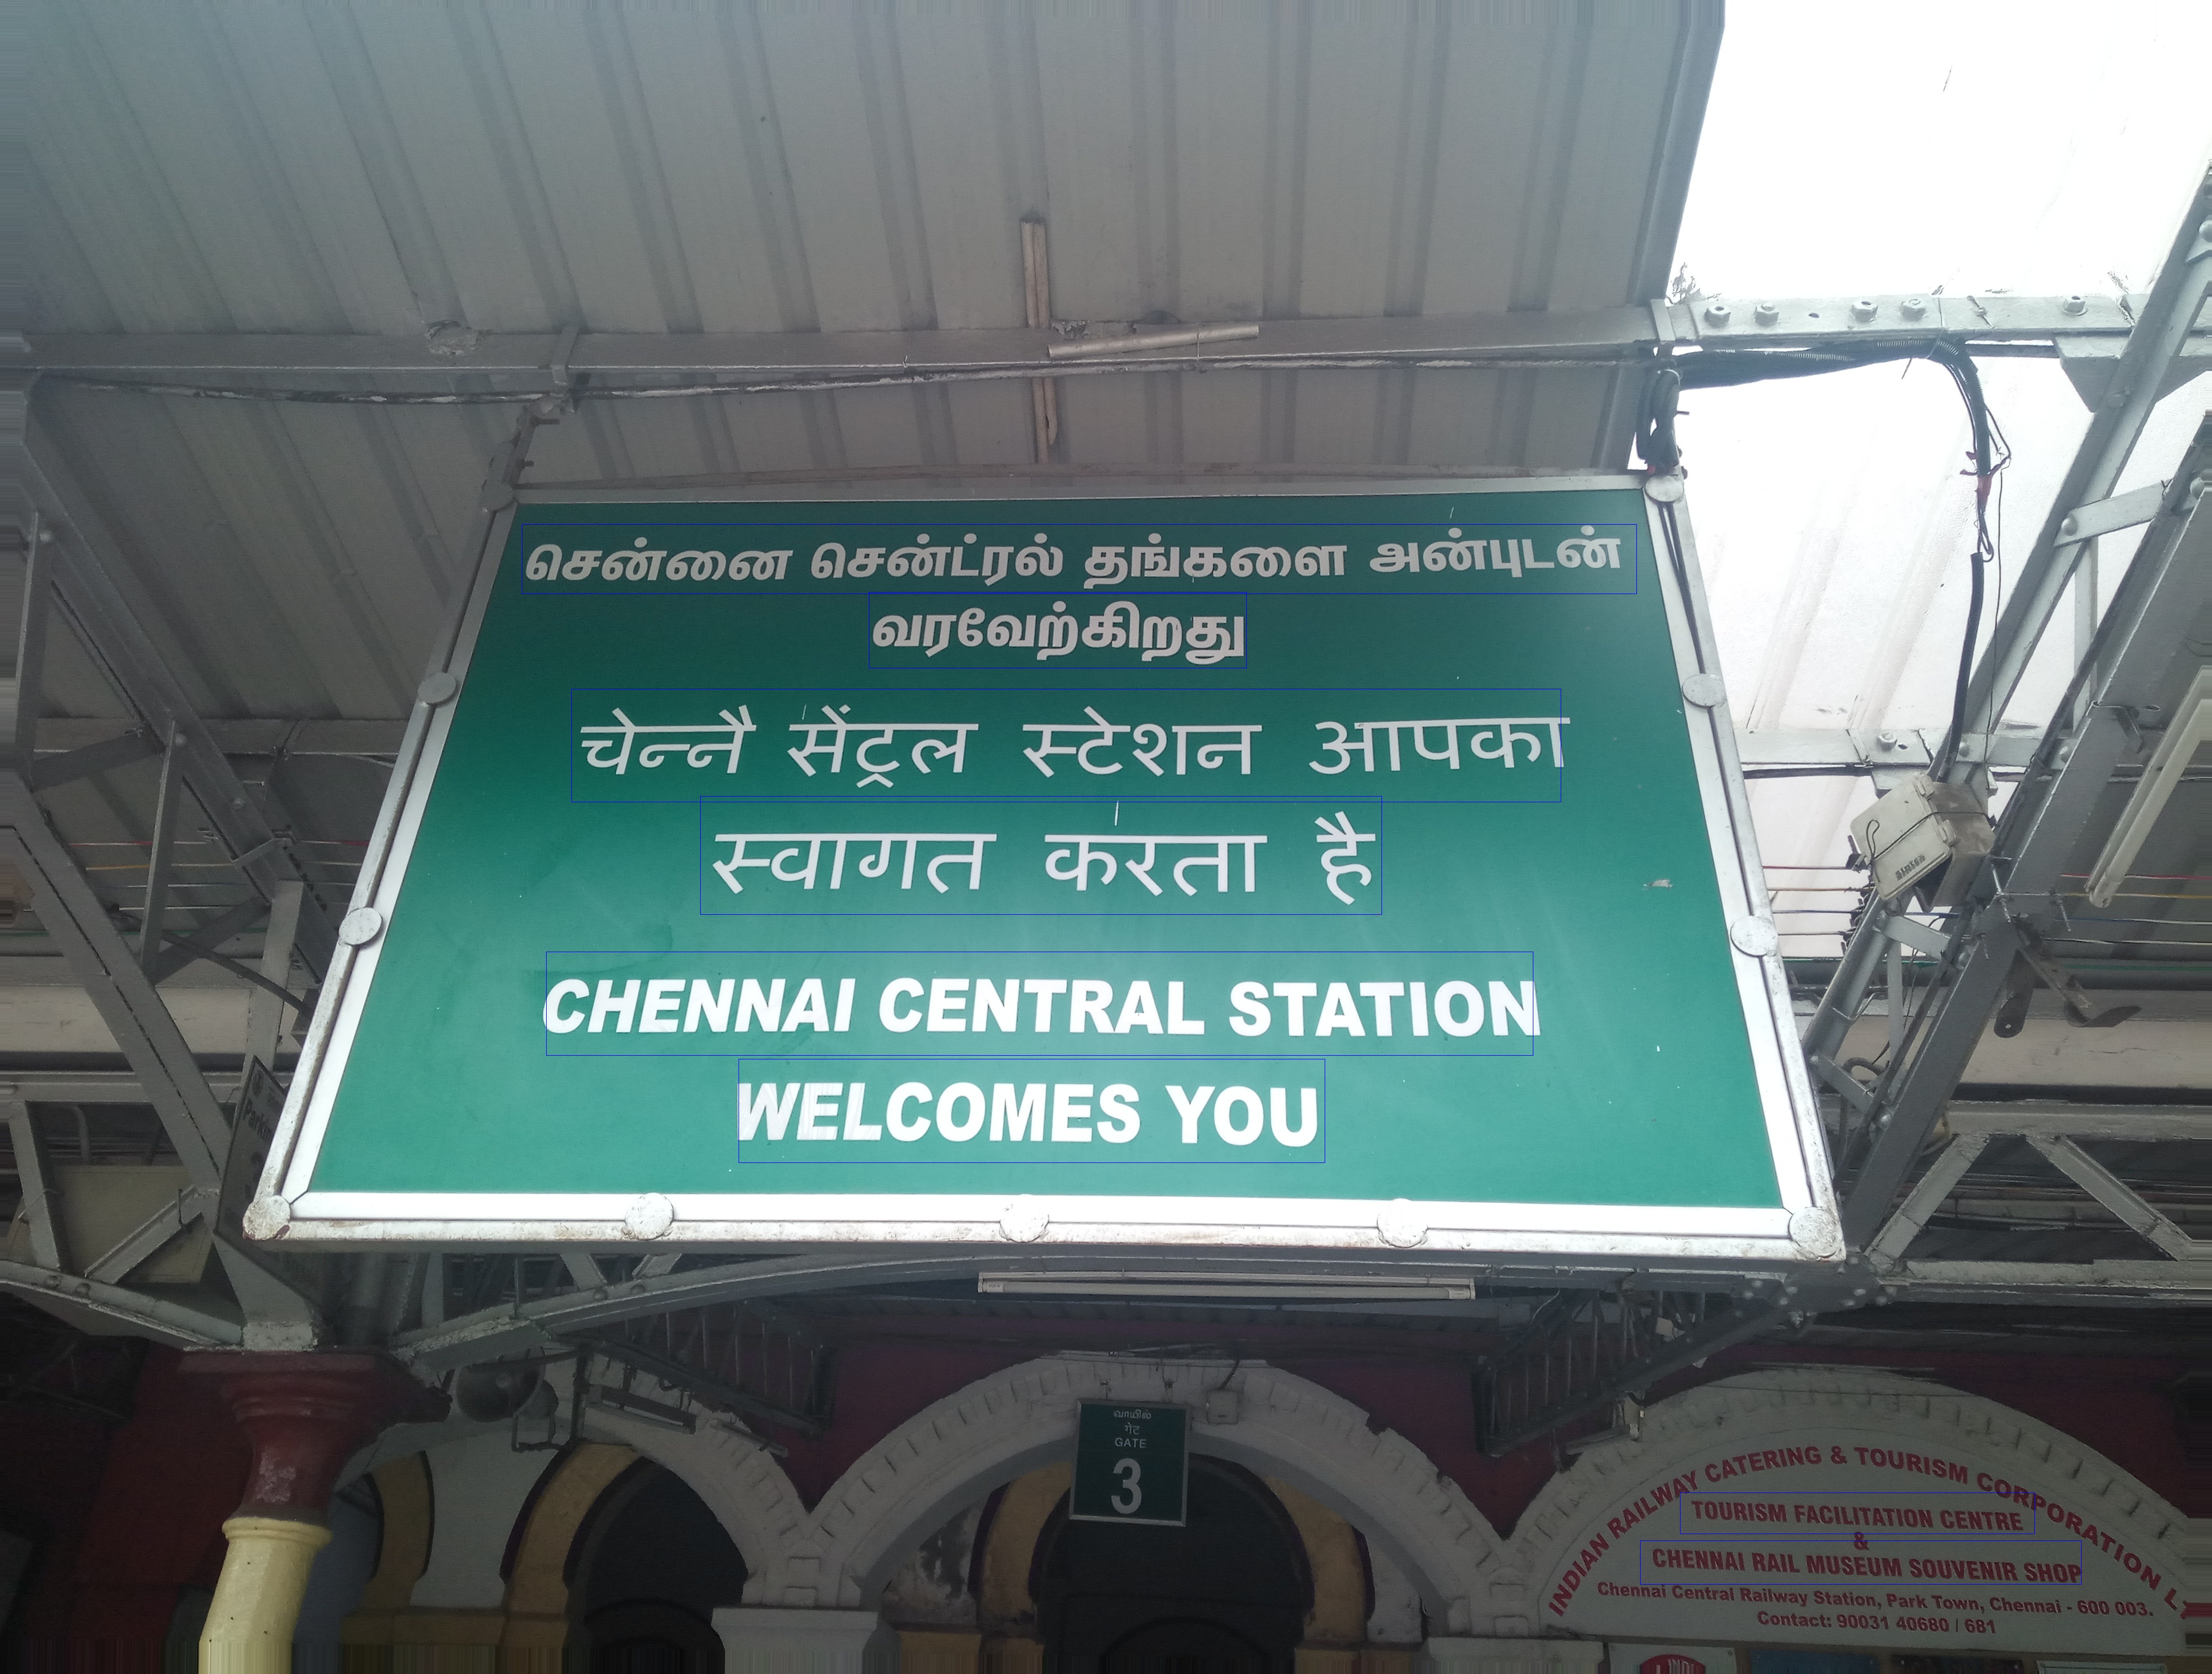 சென்னை சென்ட்ரல் தங்களை அன்புடன்
வரவேற்கிறது
चेन्नै सेंट्रल स्टेशन आपका
स्वागत करता है
CHENNAI CENTRAL STATION
WELCOMES YOU
வாயில்
गेट
GATE
3
INDIAN RAILWAY CATERING & TOURISM CORPORATION
TOURISM FACILITATION CENTRE
&
CHENNAI RAIL MUSEUM SOUVENIR SHOP
Chennai Central Railway Station, Park Town, Chennai - 600 003.
Contact: 90031 40680 / 681